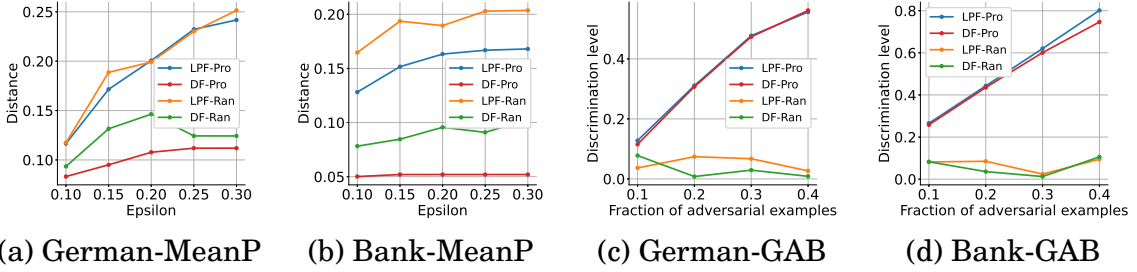 0.25
0.20
0.15
0.10
Distance
LPF-Pro
DF-Pro
LPF-Ran
DF-Ran
0.10 0.15 0.20 0.25 0.30
Epsilon
(a) German-MeanP
0.20
0.15
0.10
0.05
Distance
LPF-Pro
DF-Pro
LPF-Ran
DF-Ran
0.10 0.15 0.20 0.25 0.30
Epsilon
(b) Bank-MeanP
0.4
0.2
0.0
Discrimination level
LPF-Pro
DF-Pro
LPF-Ran
DF-Ran
0.1 0.2 0.3 0.4
Fraction of adversarial examples
(c) German-GAB
0.8
0.6
0.4
0.2
0.0
Discrimination level
LPF-Pro
DF-Pro
LPF-Ran
DF-Ran
0.1 0.2 0.3 0.4
Fraction of adversarial examples
(d) Bank-GAB